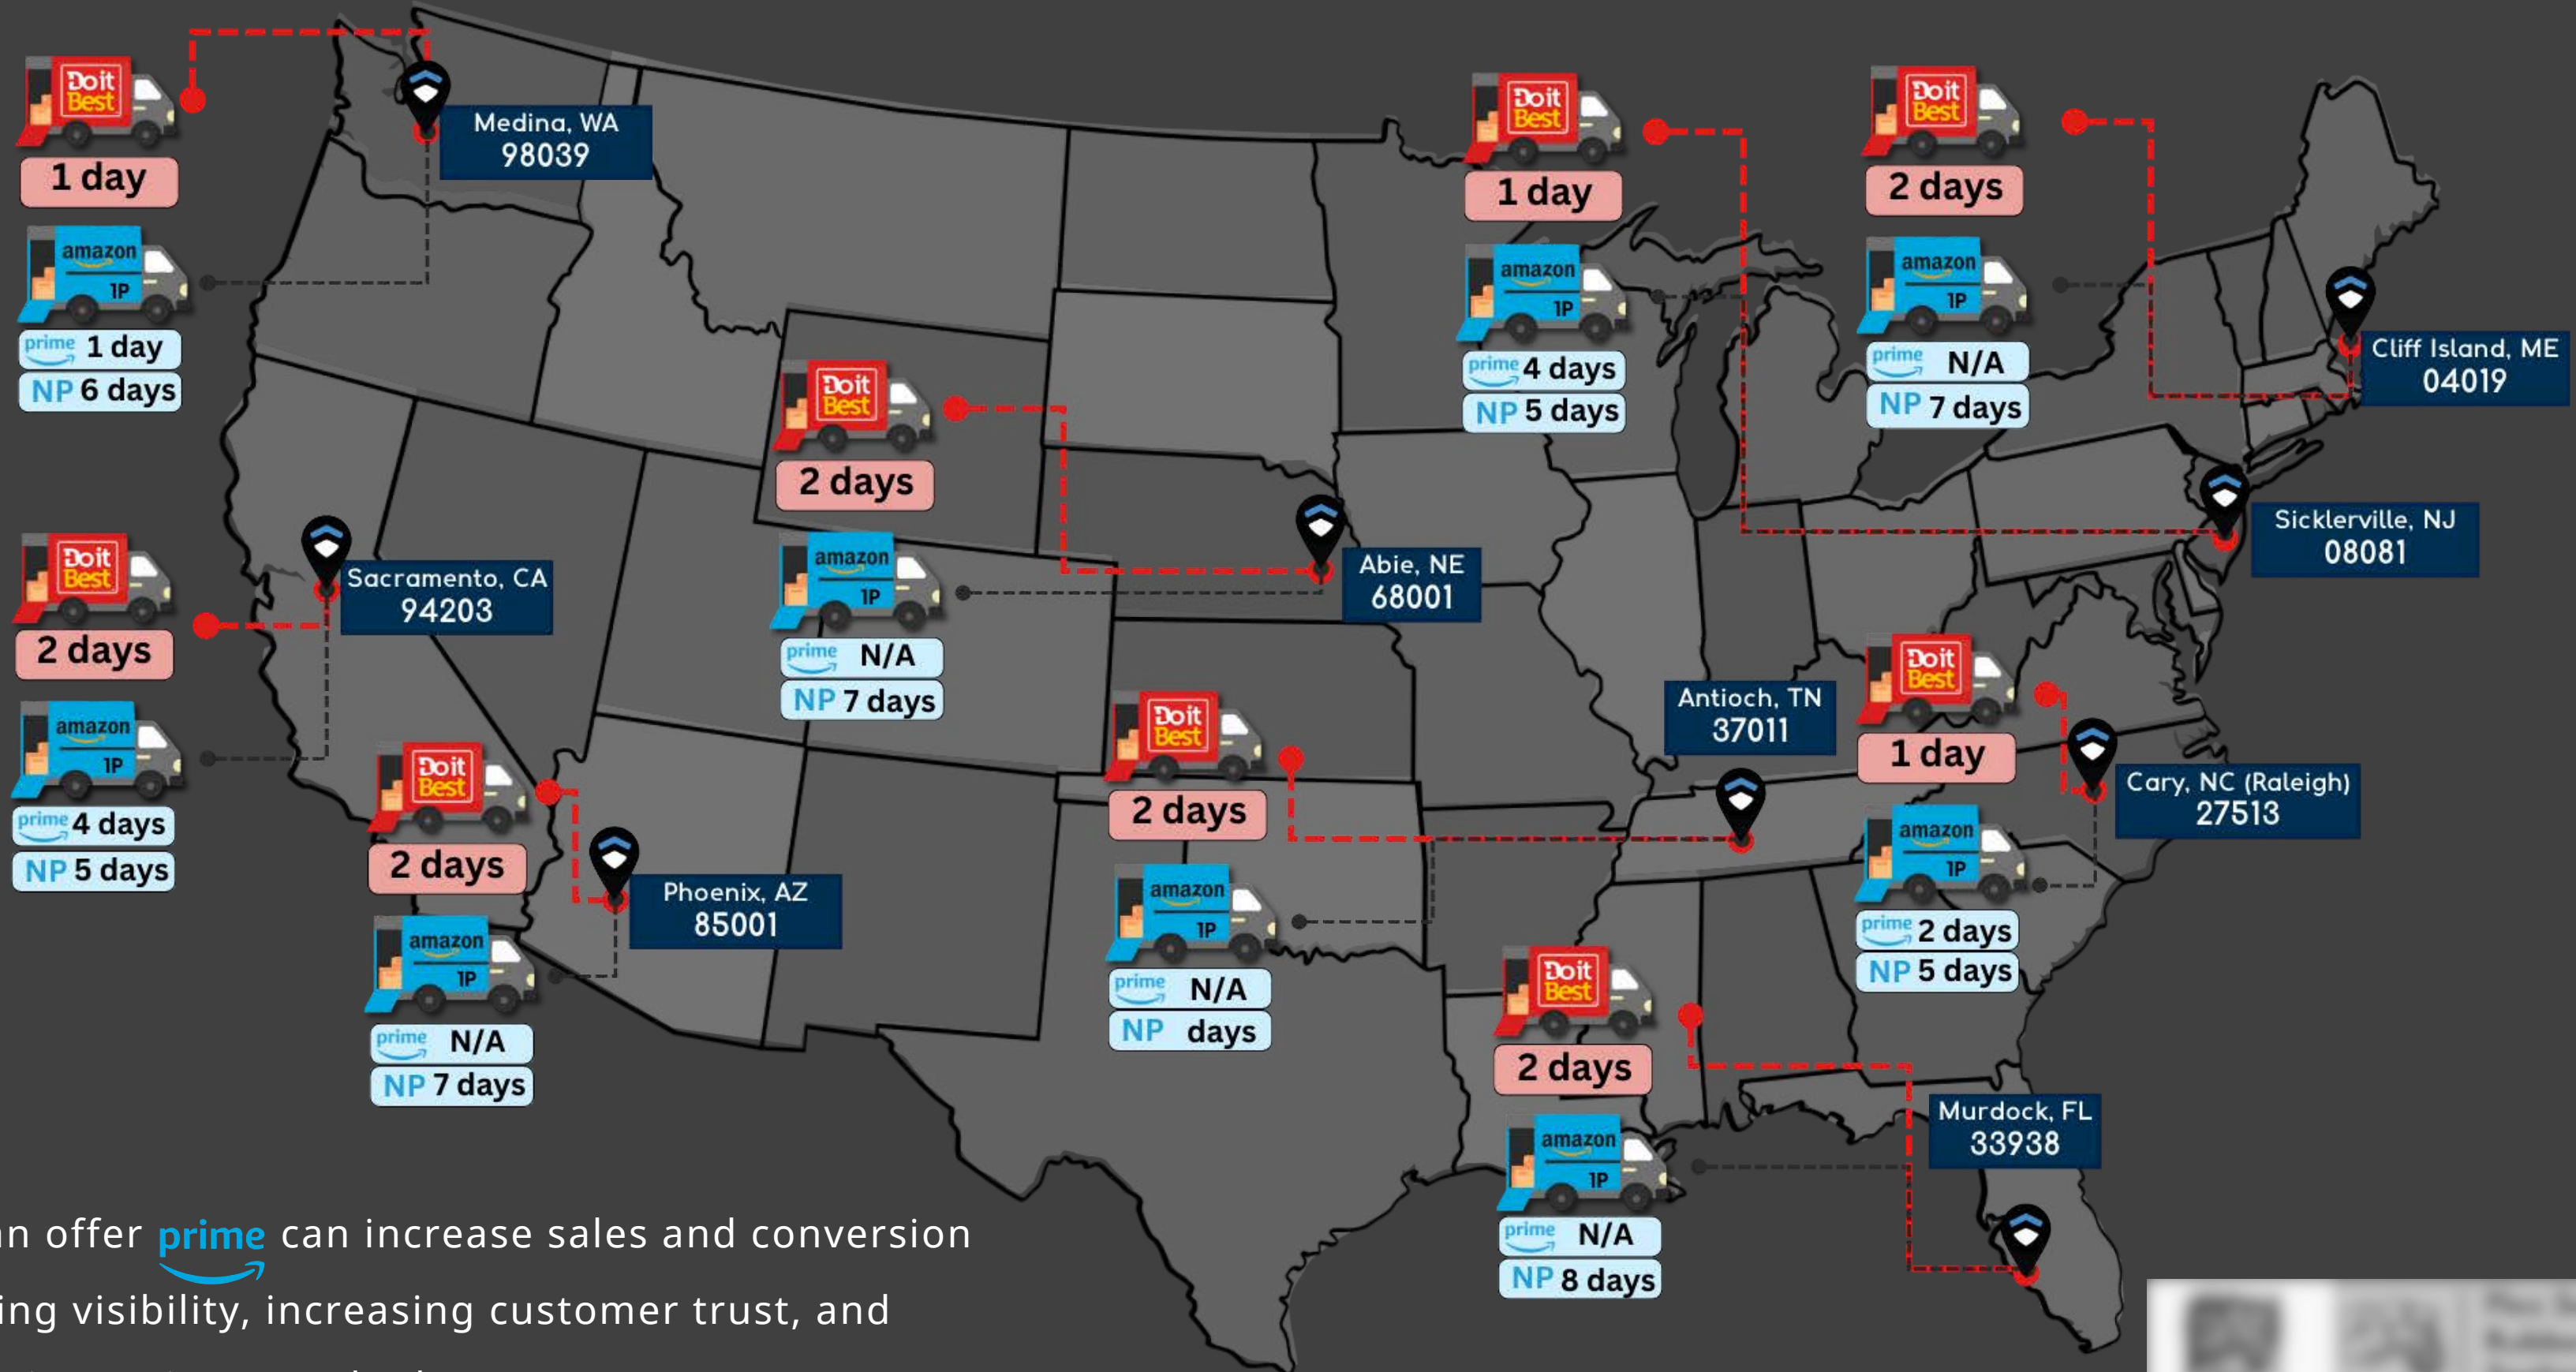 Do it
Best
1 day
amazon
1P
prime 1 day
NP 6 days
Medina, WA
98039
Do it
Best
1 day
amazon
1P
prime 4 days
NP 5 days
Do it
Best
2 days
amazon
1P
prime N/A
NP 7 days
Cliff Island, ME
04019
Do it
Best
2 days
amazon
1P
prime N/A
NP 7 days
Abie, NE
68001
Sicklerville, NJ
08081
Do it
Best
2 days
amazon
1P
prime 4 days
NP 5 days
Sacramento, CA
94203
Do it
Best
2 days
amazon
1P
prime N/A
NP 7 days
Phoenix, AZ
85001
Do it
Best
2 days
amazon
1P
prime N/A
NP days
Antioch, TN
37011
Do it
Best
1 day
amazon
1P
prime 2 days
NP 5 days
Cary, NC (Raleigh)
27513
Do it
Best
2 days
amazon
1P
prime N/A
NP 8 days
Murdock, FL
33938
offer prime can increase sales and conversion
visibility, increasing customer trust, and